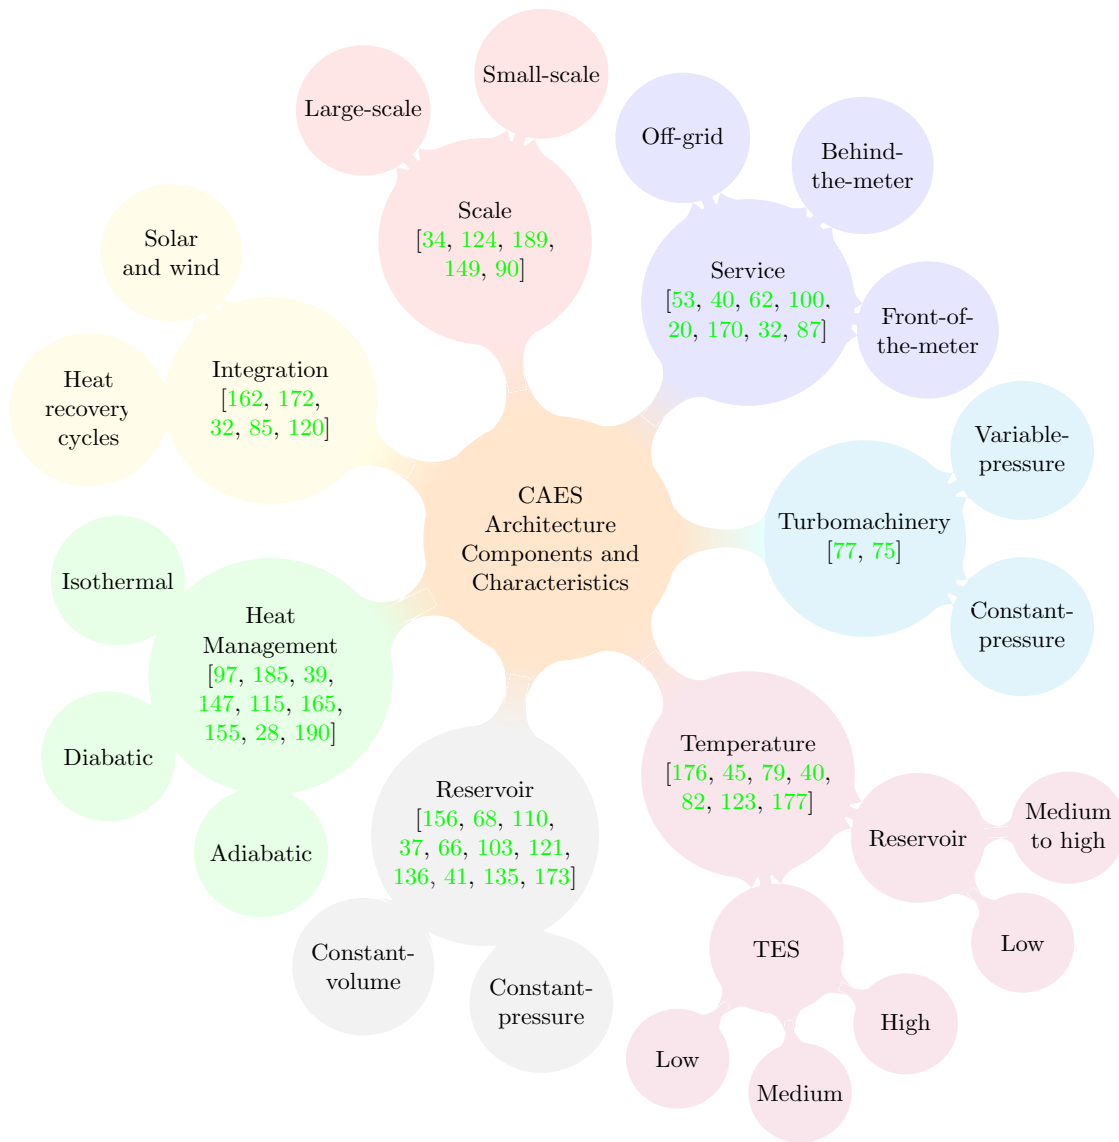 Small-scale
Large-scale
Off-grid
Behind-
the-meter
Scale
[34, 124, 189,
149, 90]
Solar
and wind
Service
[53, 40, 62, 100,
20, 170, 32, 87]
Front-of-
the-meter
Heat
recovery
cycles
Integration
[162, 172,
32, 85, 120]
Variable-
pressure
CAES
Architecture
Components and
Characteristics
Turbomachinery
[77, 75]
Isothermal
Constant-
pressure
Heat
Management
[97, 185, 39,
147, 115, 165,
155, 28, 190]
Diabatic
Temperature
[176, 45, 79, 40,
82, 123, 177]
Reservoir
[156, 68, 110,
37, 66, 103, 121,
136, 41, 135, 173]
Adiabatic
Reservoir
Medium
to high
Constant-
volume
TES
Low
Constant-
pressure
High
Low
Medium